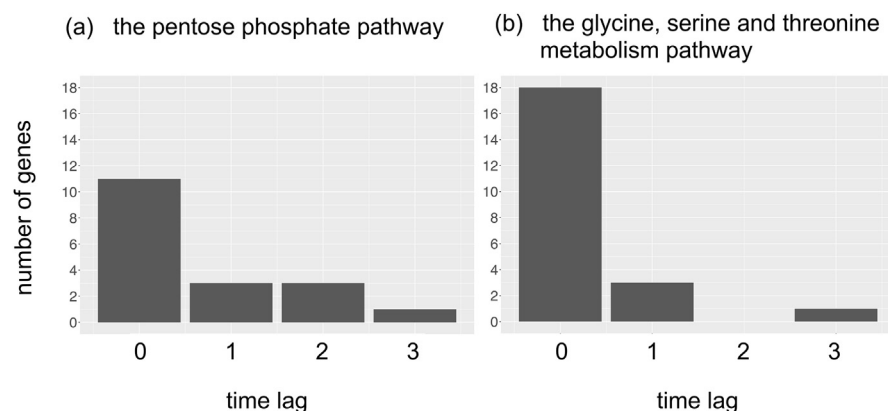 (a) the pentose phosphate pathway
(b) the glycine, serine and threonine
metabolism pathway
number of genes
18
16
14
12
10
8
6
4
2
0
0 1 2 3
time lag
18
16
14
12
10
8
6
4
2
0
0 1 2 3
time lag